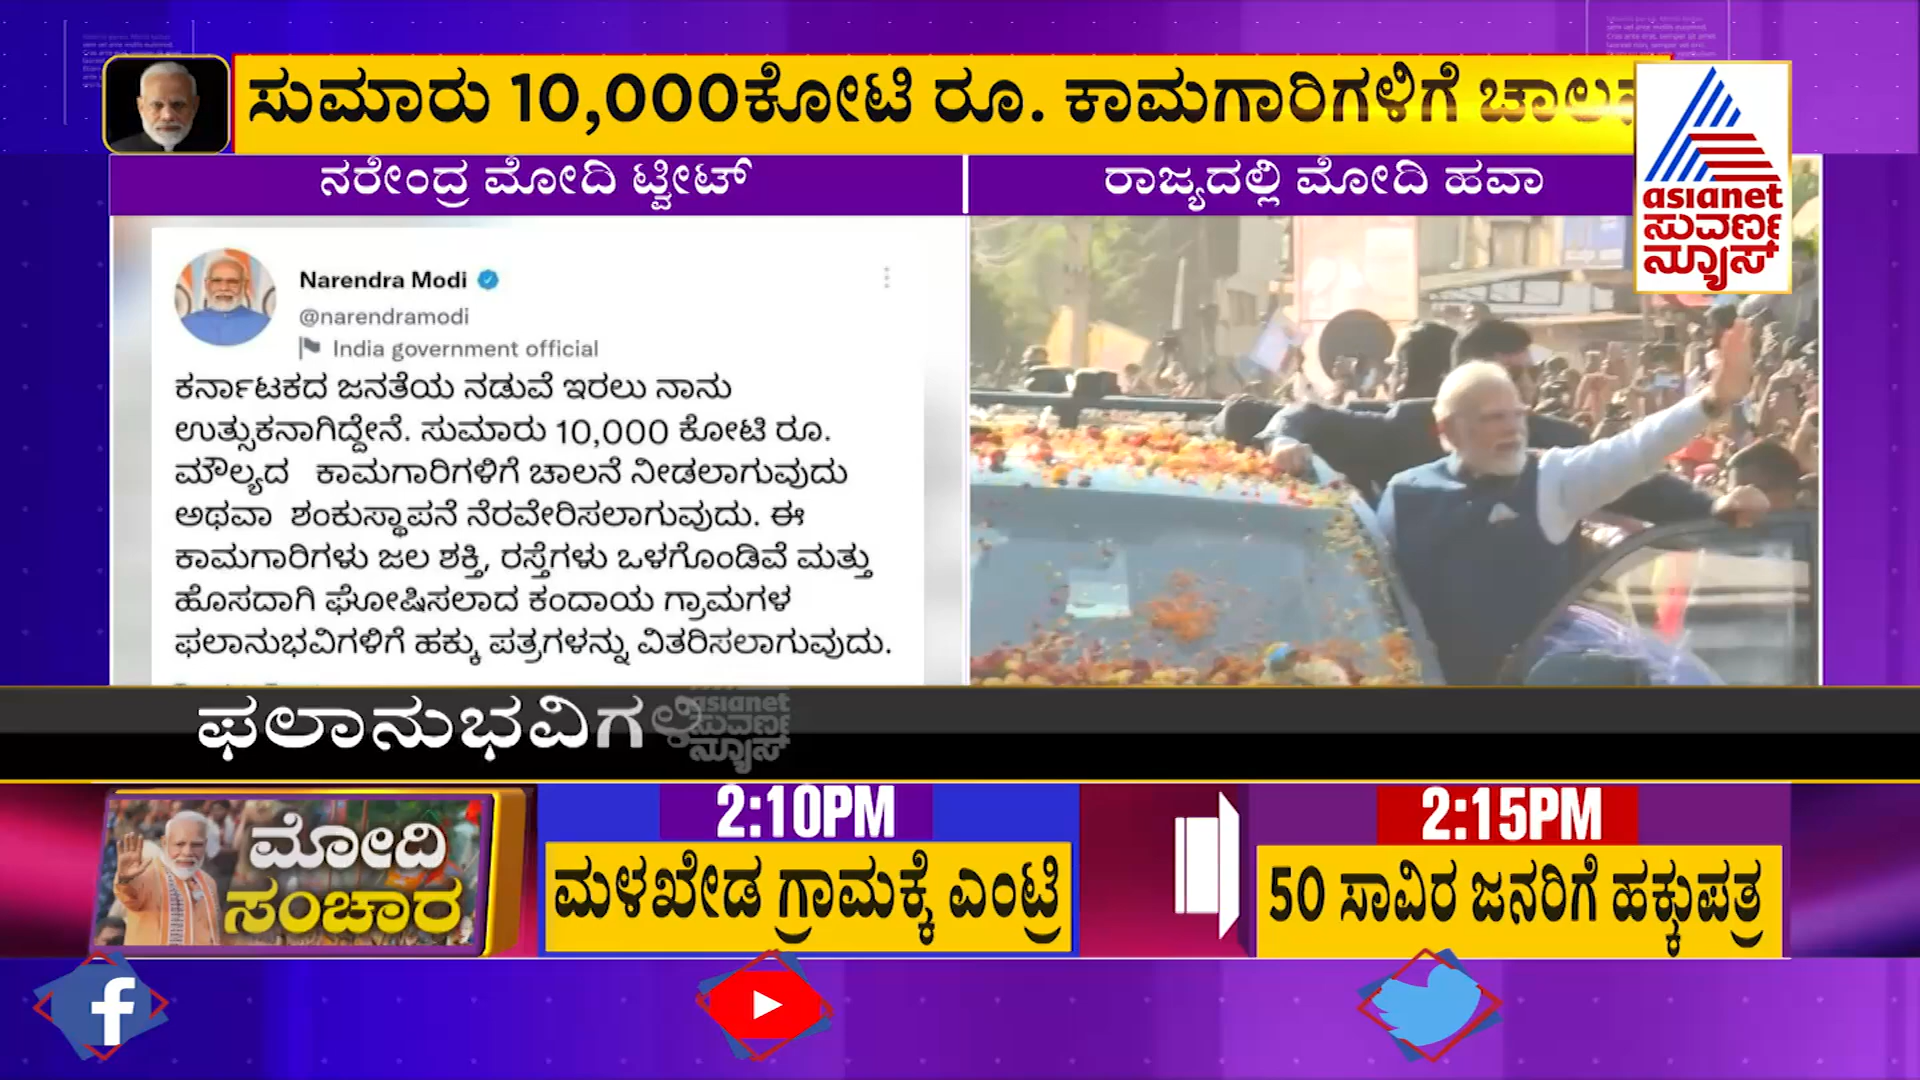 ಸುಮಾರು 10,000ಕೋಟಿ ರೂ. ಕಾಮಗಾರಿಗಳಿಗೆ
asianet
ಸುವರ್ಣ
ನ್ಯೂಸ್
ನರೇಂದ್ರ ಮೋದಿ ಟ್ವೀಟ್
ರಾಜ್ಯದಲ್ಲಿ ಮೋದಿ ಹವಾ
Narendra Modi
@narendramodi
India government official
ಕರ್ನಾಟಕದ ಜನತೆಯ ನಡುವೆ ಇರಲು ನಾನು
ಉತ್ಸುಕನಾಗಿದ್ದೇನೆ. ಸುಮಾರು 10,000 ಕೋಟಿ ರೂ.
ಮೌಲ್ಯದ ಕಾಮಗಾರಿಗಳಿಗೆ ಚಾಲನೆ ನೀಡಲಾಗುವುದು
ಅಥವಾ ಶಂಕುಸ್ಥಾಪನೆ ನೆರವೇರಿಸಲಾಗುವುದು. ಈ
ಕಾಮಗಾರಿಗಳು ಜಲ ಶಕ್ತಿ, ರಸ್ತೆಗಳು ಒಳಗೊಂಡಿವೆ ಮತ್ತು
ಹೊಸದಾಗಿ ಘೋಷಿಸಲಾದ ಕಂದಾಯ ಗ್ರಾಮಗಳ
ಫಲಾನುಭವಿಗಳಿಗೆ ಹಕ್ಕು ಪತ್ರಗಳನ್ನು ವಿತರಿಸಲಾಗುವುದು.
asianet
ಸುವರ್ಣ
ನ್ಯೂಸ್
ಮೋದಿ
ಸಂಚಾರ
2:10PM
ಮಳಖೇಡ ಗ್ರಾಮಕ್ಕೆ ಎಂಟ್ರಿ
2:15PM
50 ಸಾವಿರ ಜನರಿಗೆ ಹಕ್ಕುಪತ್ರ